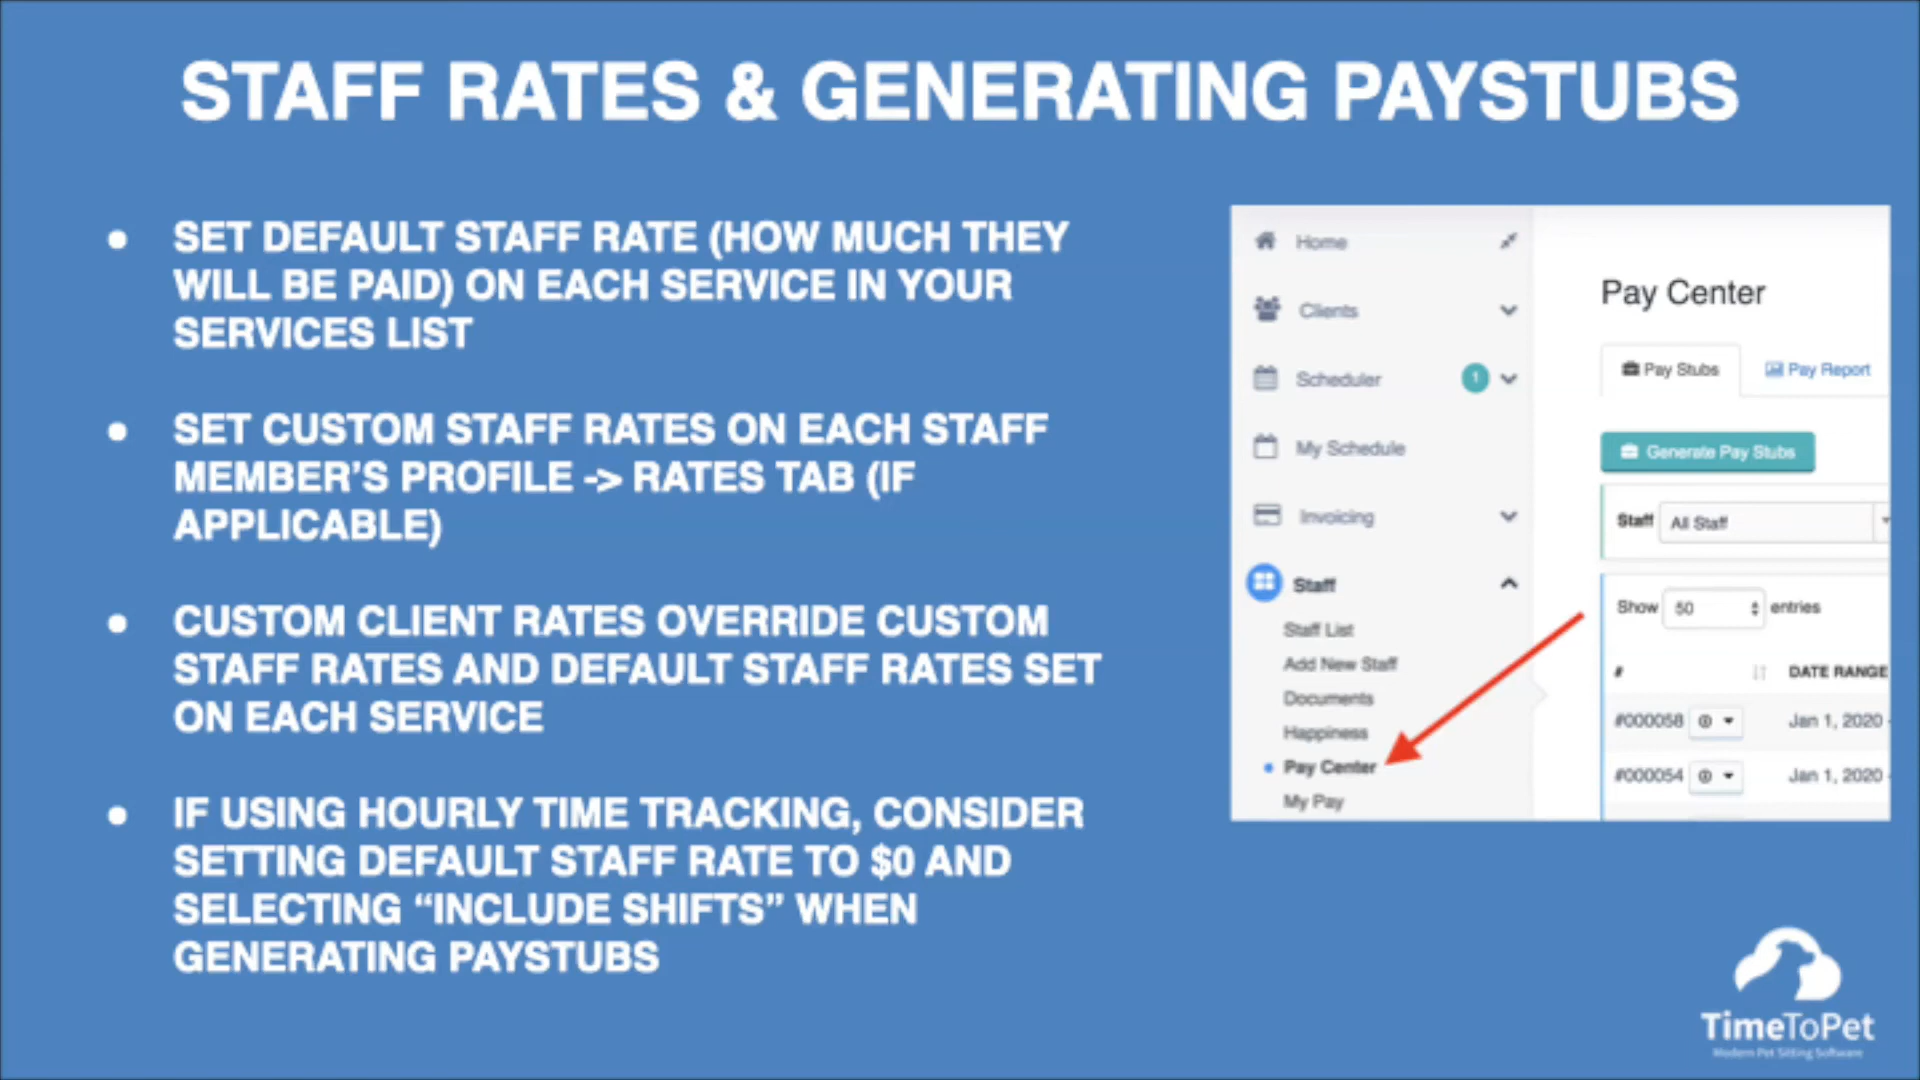 STAFF RATES & GENERATING PAYSTUBS
● SET DEFAULT STAFF RATE (HOW MUCH THEY
WILL BE PAID) ON EACH SERVICE IN YOUR
SERVICES LIST
● SET CUSTOM STAFF RATES ON EACH STAFF
MEMBER’S PROFILE -> RATES TAB (IF
APPLICABLE)
● CUSTOM CLIENT RATES OVERRIDE CUSTOM
STAFF RATES AND DEFAULT STAFF RATES SET
ON EACH SERVICE
● IF USING HOURLY TIME TRACKING, CONSIDER
SETTING DEFAULT STAFF RATE TO $0 AND
SELECTING “INCLUDE SHIFTS” WHEN
GENERATING PAYSTUBS
Home
Clients
Scheduler 1
My Schedule
Invoicing
Staff
Staff List
Add New Staff
Documents
Happiness
Pay Center
My Pay
Pay Center
Pay Stubs Pay Report
Generate Pay Stubs
Staff All Staff
Show 50 entries
# DATE RANGE
#000058 Jan 1, 2020 -
#000054 Jan 1, 2020 -
TimeToPet
Modern Pet Sitting Software